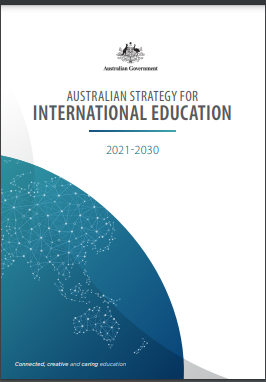 Australian Government
AUSTRALIAN STRATEGY FOR
INTERNATIONAL EDUCATION
2021-2030
Connected, creative and caring education